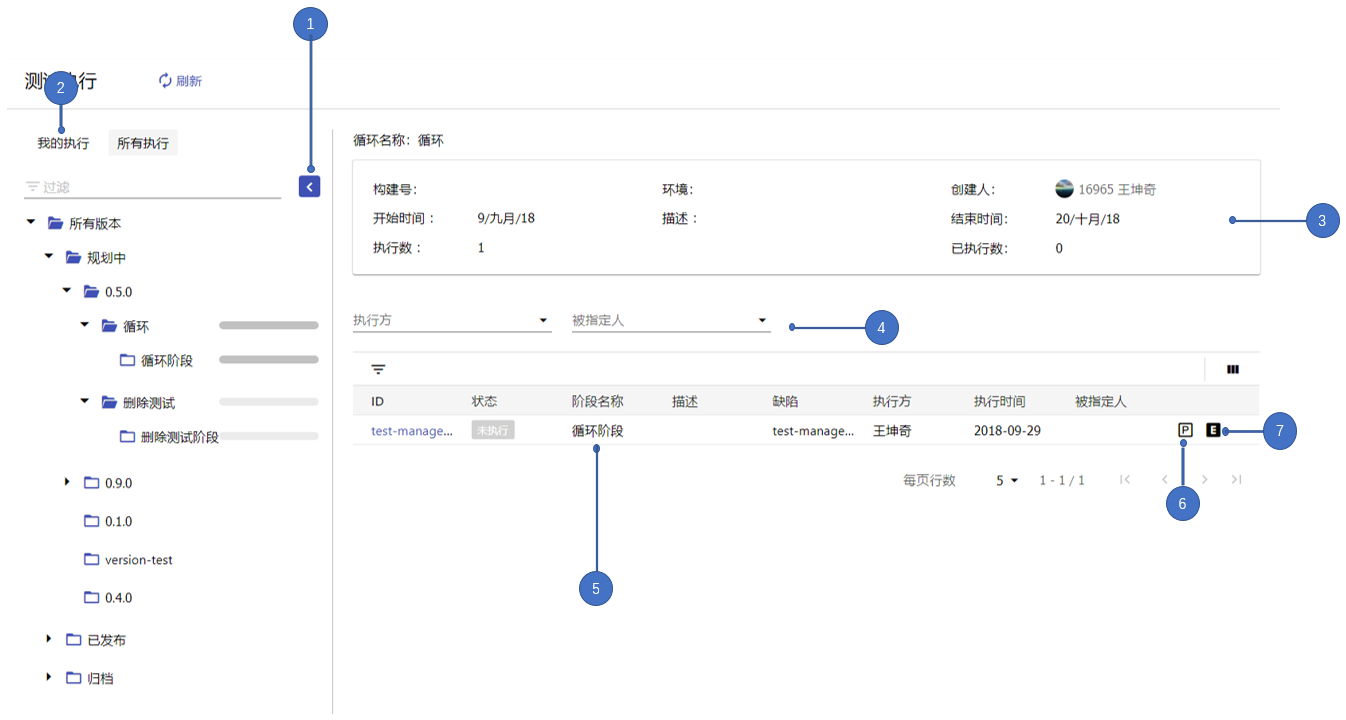 1
测试执行
刷新
2
我的执行
所有执行
过滤
所有版本
规划中
0.5.0
循环
循环阶段
删除测试
删除测试阶段
0.9.0
0.1.0
version-test
0.4.0
已发布
归档
循环名称：循环
构建号：
环境：
创建人：
16965 王坤奇
开始时间：
9/九月/18
描述：
结束时间：
20/十月/18
执行数：
1
已执行数：
0
3
执行方
被指定人
4
ID 状态 阶段名称 描述 缺陷 执行方 执行时间 被指定人
test-manage... 未执行 循环阶段 test-manage... 王坤奇 2018-09-29 P E
7
每页行数 5 1 - 1 / 1
6
5